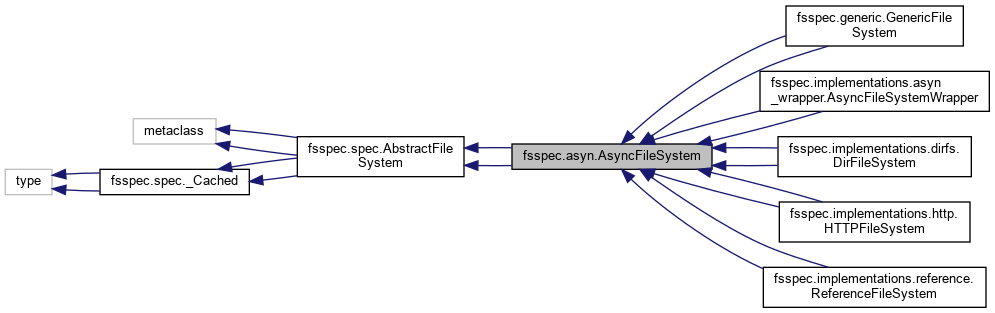 fsspec.generic.GenericFile
System
fsspec.implementations.asyn
_wrapper.AsyncFileSystemWrapper
metaclass
fsspec.spec.AbstractFile
System
fsspec.asyn.AsyncFileSystem
fsspec.implementations.dirfs.
DirFileSystem
type
fsspec.spec._Cached
fsspec.implementations.http.
HTTPFileSystem
fsspec.implementations.reference.
ReferenceFileSystem